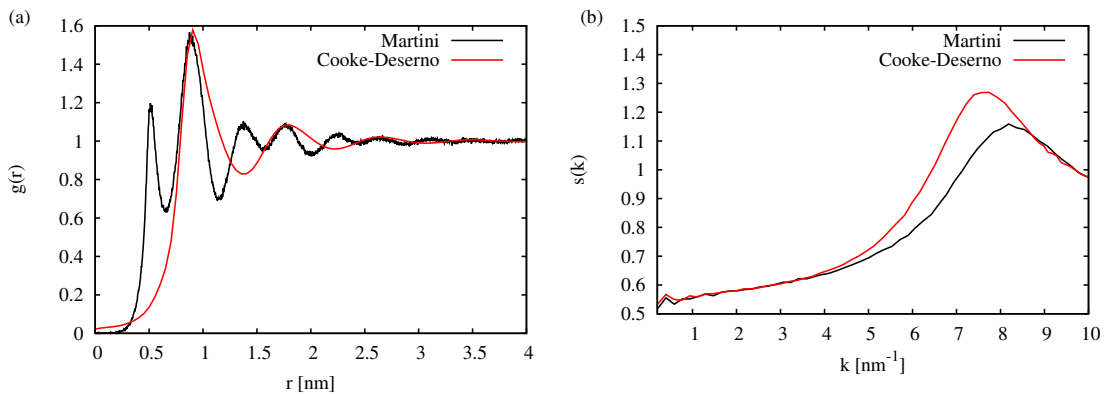 (a)
g(r)
1.6
1.4
1.2
1
0.8
0.6
0.4
0.2
0
Martini
Cooke-Deserno
0 0.5 1 1.5 2 2.5 3 3.5 4
r [nm]
(b)
s(k)
1.5
1.4
1.3
1.2
1.1
1
0.9
0.8
0.7
0.6
0.5
Martini
Cooke-Deserno
1 2 3 4 5 6 7 8 9 10
k [nm⁻¹]